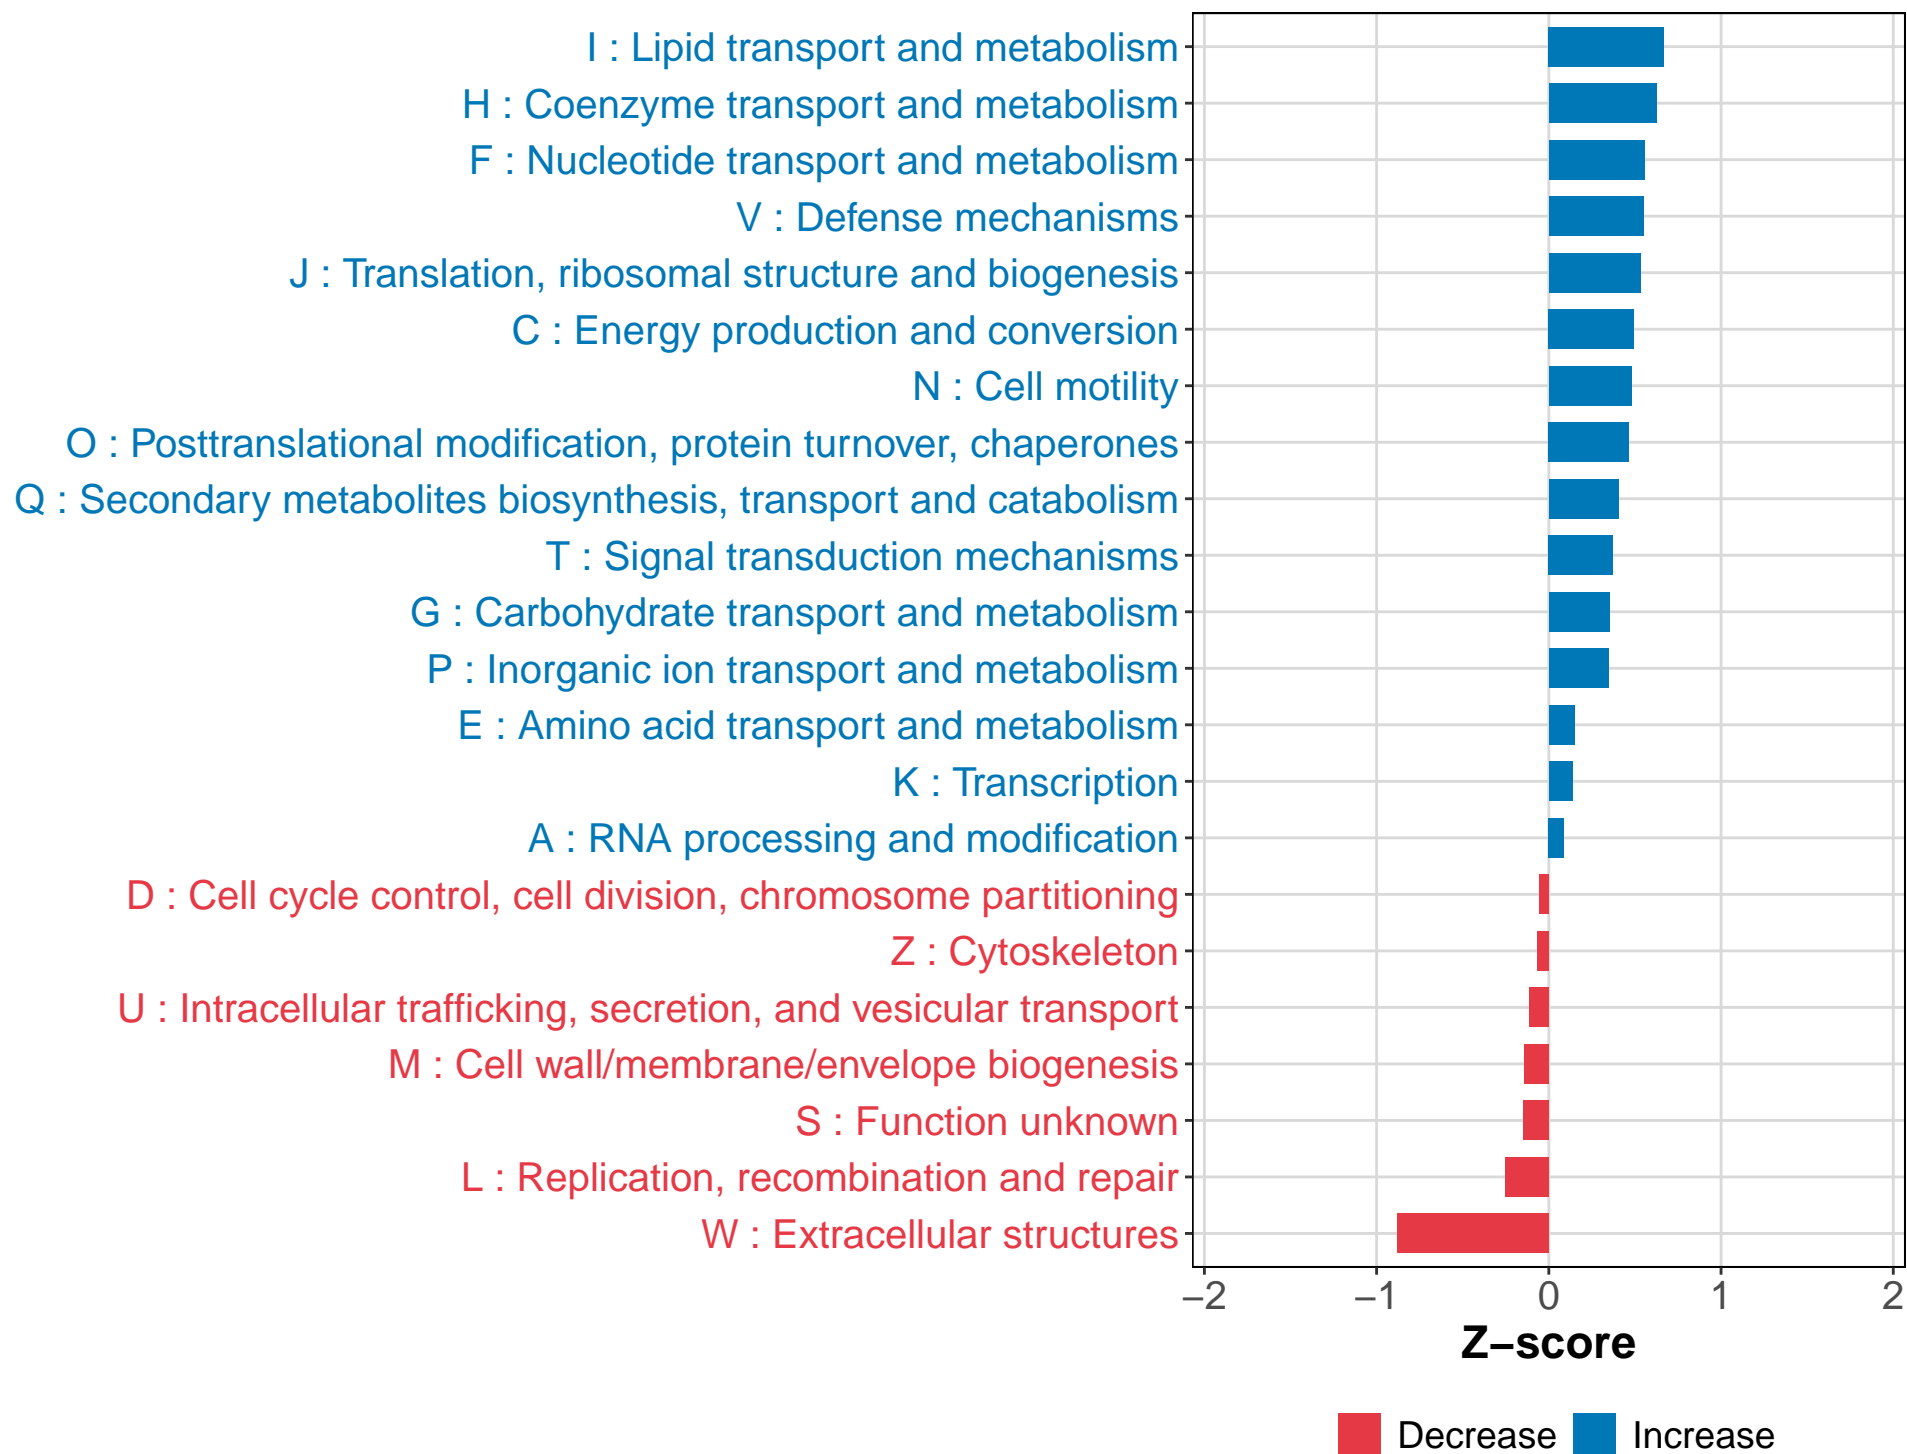 I : Lipid transport and metabolism
H : Coenzyme transport and metabolism
F : Nucleotide transport and metabolism
V : Defense mechanisms
J : Translation, ribosomal structure and biogenesis
C : Energy production and conversion
N : Cell motility
O : Posttranslational modification, protein turnover, chaperones
Q : Secondary metabolites biosynthesis, transport and catabolism
T : Signal transduction mechanisms
G : Carbohydrate transport and metabolism
P : Inorganic ion transport and metabolism
E : Amino acid transport and metabolism
K : Transcription
A : RNA processing and modification
D : Cell cycle control, cell division, chromosome partitioning
Z : Cytoskeleton
U : Intracellular trafficking, secretion, and vesicular transport
M : Cell wall/membrane/envelope biogenesis
S : Function unknown
L : Replication, recombination and repair
W : Extracellular structures
−2 −1 0 1 2
Z−score
Decrease Increase